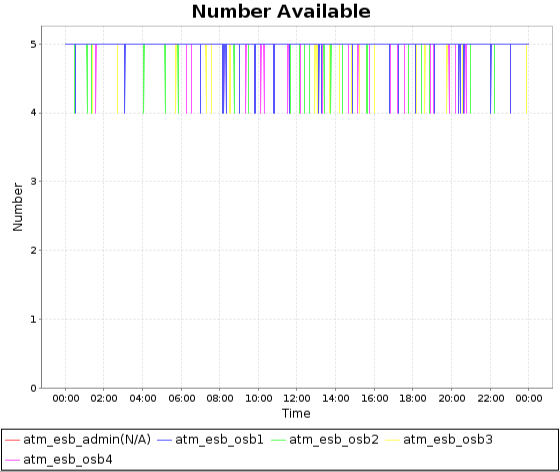 Number Available
5
4
3
2
1
0
Number
00:00 02:00 04:00 06:00 08:00 10:00 12:00 14:00 16:00 18:00 20:00 22:00 00:00
Time
atm_esb_admin(N/A) atm_esb_osb1 atm_esb_osb2 atm_esb_osb3
atm_esb_osb4